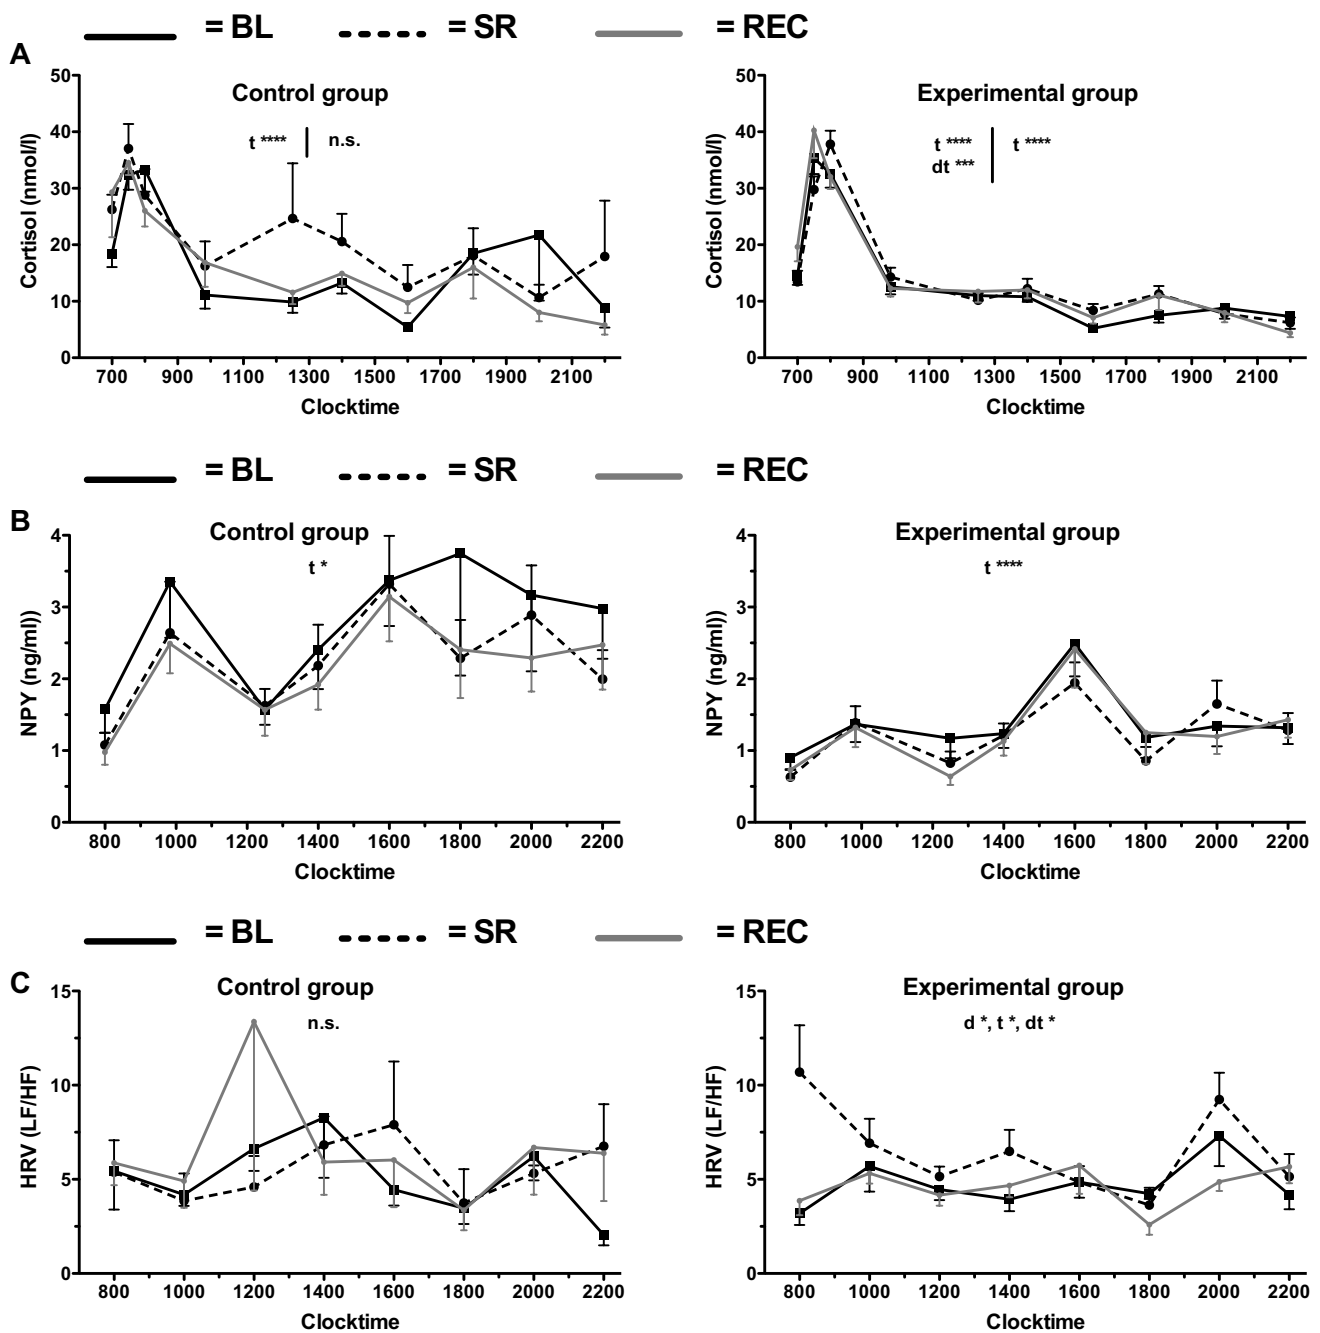 = BL = SR = REC
A
Control group
t **** n.s.
50
40
30
20
10
0
Cortisol (nmol/l)
700 900 1100 1300 1500 1700 1900 2100
Clocktime
Experimental group
t **** t ****
dt ***
50
40
30
20
10
0
Cortisol (nmol/l)
700 900 1100 1300 1500 1700 1900 2100
Clocktime
= BL = SR = REC
B
Control group
t *
4
3
2
1
0
NPY (ng/ml))
800 1000 1200 1400 1600 1800 2000 2200
Clocktime
Experimental group
t ****
4
3
2
1
0
NPY (ng/ml))
800 1000 1200 1400 1600 1800 2000 2200
Clocktime
= BL = SR = REC
C
Control group
n.s.
15
10
5
0
HRV (LF/HF)
800 1000 1200 1400 1600 1800 2000 2200
Clocktime
Experimental group
d *, t *, dt *
15
10
5
0
HRV (LF/HF)
800 1000 1200 1400 1600 1800 2000 2200
Clocktime